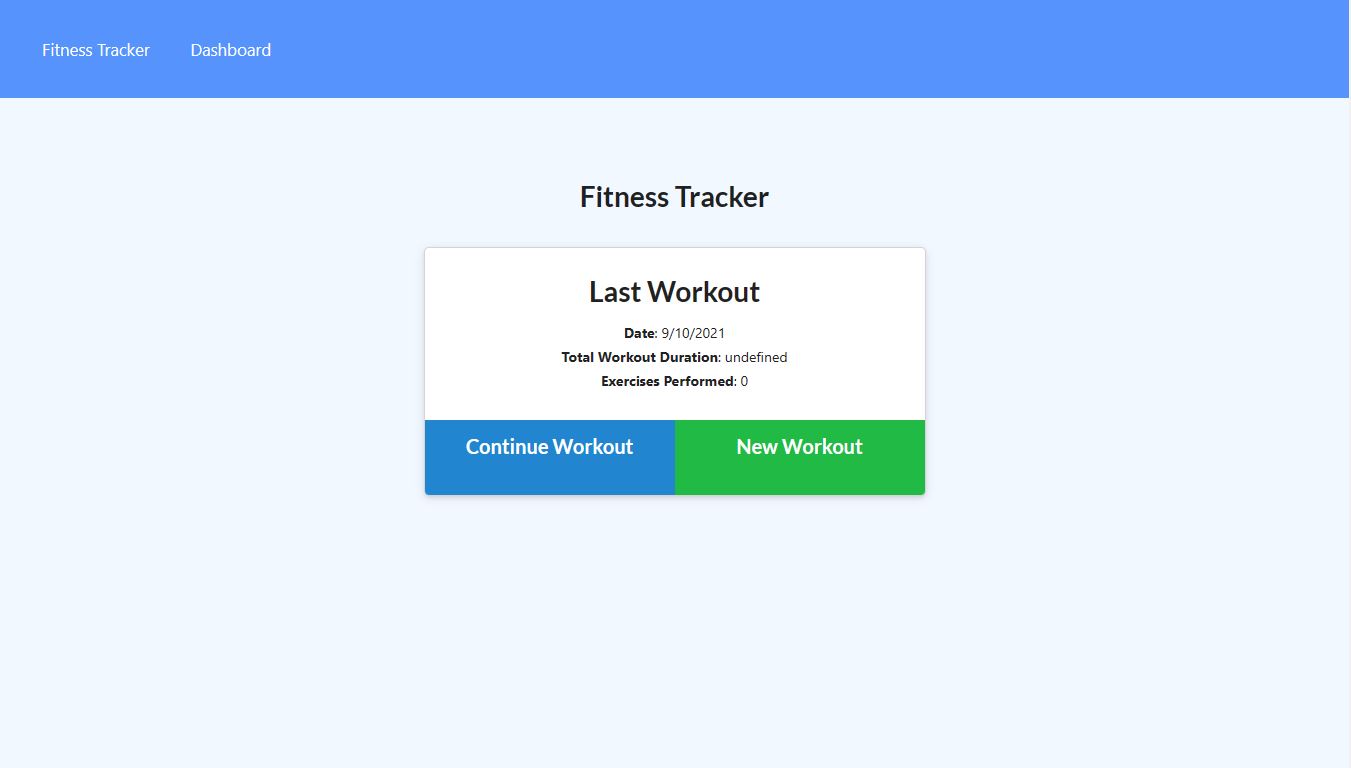 Fitness Tracker Dashboard
Fitness Tracker
Last Workout
Date: 9/10/2021
Total Workout Duration: undefined
Exercises Performed: 0
Continue Workout New Workout